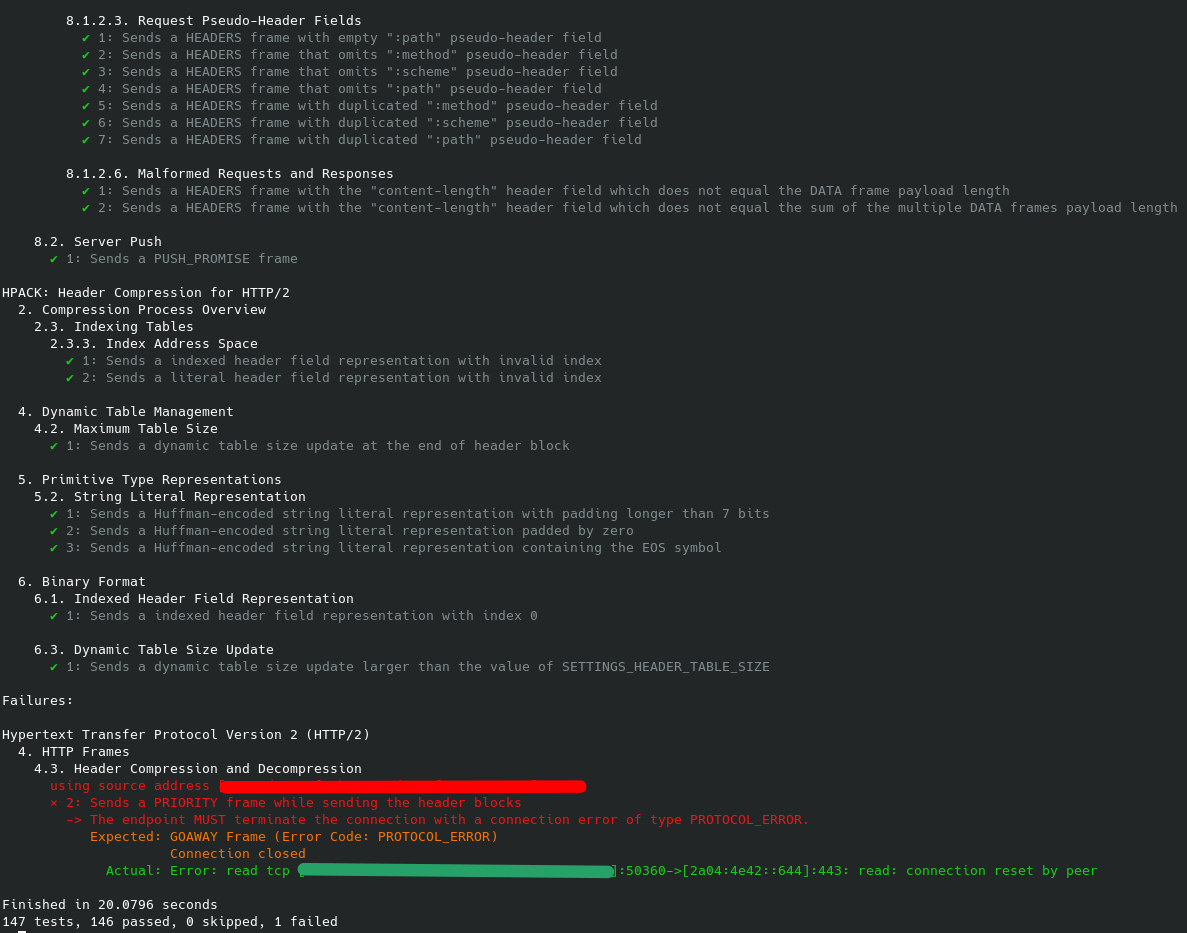 8.1.2.3. Request Pseudo-Header Fields
✔ 1: Sends a HEADERS frame with empty ":path" pseudo-header field
✔ 2: Sends a HEADERS frame that omits ":method" pseudo-header field
✔ 3: Sends a HEADERS frame that omits ":scheme" pseudo-header field
✔ 4: Sends a HEADERS frame that omits ":path" pseudo-header field
✔ 5: Sends a HEADERS frame with duplicated ":method" pseudo-header field
✔ 6: Sends a HEADERS frame with duplicated ":scheme" pseudo-header field
✔ 7: Sends a HEADERS frame with duplicated ":path" pseudo-header field
8.1.2.6. Malformed Requests and Responses
✔ 1: Sends a HEADERS frame with the "content-length" header field which does not equal the DATA frame payload length
✔ 2: Sends a HEADERS frame with the "content-length" header field which does not equal the sum of the multiple DATA frames payload length
8.2. Server Push
✔ 1: Sends a PUSH_PROMISE frame
HPACK: Header Compression for HTTP/2
2. Compression Process Overview
2.3. Indexing Tables
2.3.3. Index Address Space
✔ 1: Sends a indexed header field representation with invalid index
✔ 2: Sends a literal header field representation with invalid index
4. Dynamic Table Management
4.2. Maximum Table Size
✔ 1: Sends a dynamic table size update at the end of header block
5. Primitive Type Representations
5.2. String Literal Representation
✔ 1: Sends a Huffman-encoded string literal representation with padding longer than 7 bits
✔ 2: Sends a Huffman-encoded string literal representation padded by zero
✔ 3: Sends a Huffman-encoded string literal representation containing the EOS symbol
6. Binary Format
6.1. Indexed Header Field Representation
✔ 1: Sends a indexed header field representation with index 0
6.3. Dynamic Table Size Update
✔ 1: Sends a dynamic table size update larger than the value of SETTINGS_HEADER_TABLE_SIZE
Failures:
Hypertext Transfer Protocol Version 2 (HTTP/2)
4. HTTP Frames
4.3. Header Compression and Decompression
using source address
× 2: Sends a PRIORITY frame while sending the header blocks
-> The endpoint MUST terminate the connection with a connection error of type PROTOCOL_ERROR.
Expected: GOAWAY Frame (Error Code: PROTOCOL_ERROR)
Connection closed
Actual: Error: read tcp [ ]:50360->[2a04:4e42::644]:443: read: connection reset by peer
Finished in 20.0796 seconds
147 tests, 146 passed, 0 skipped, 1 failed